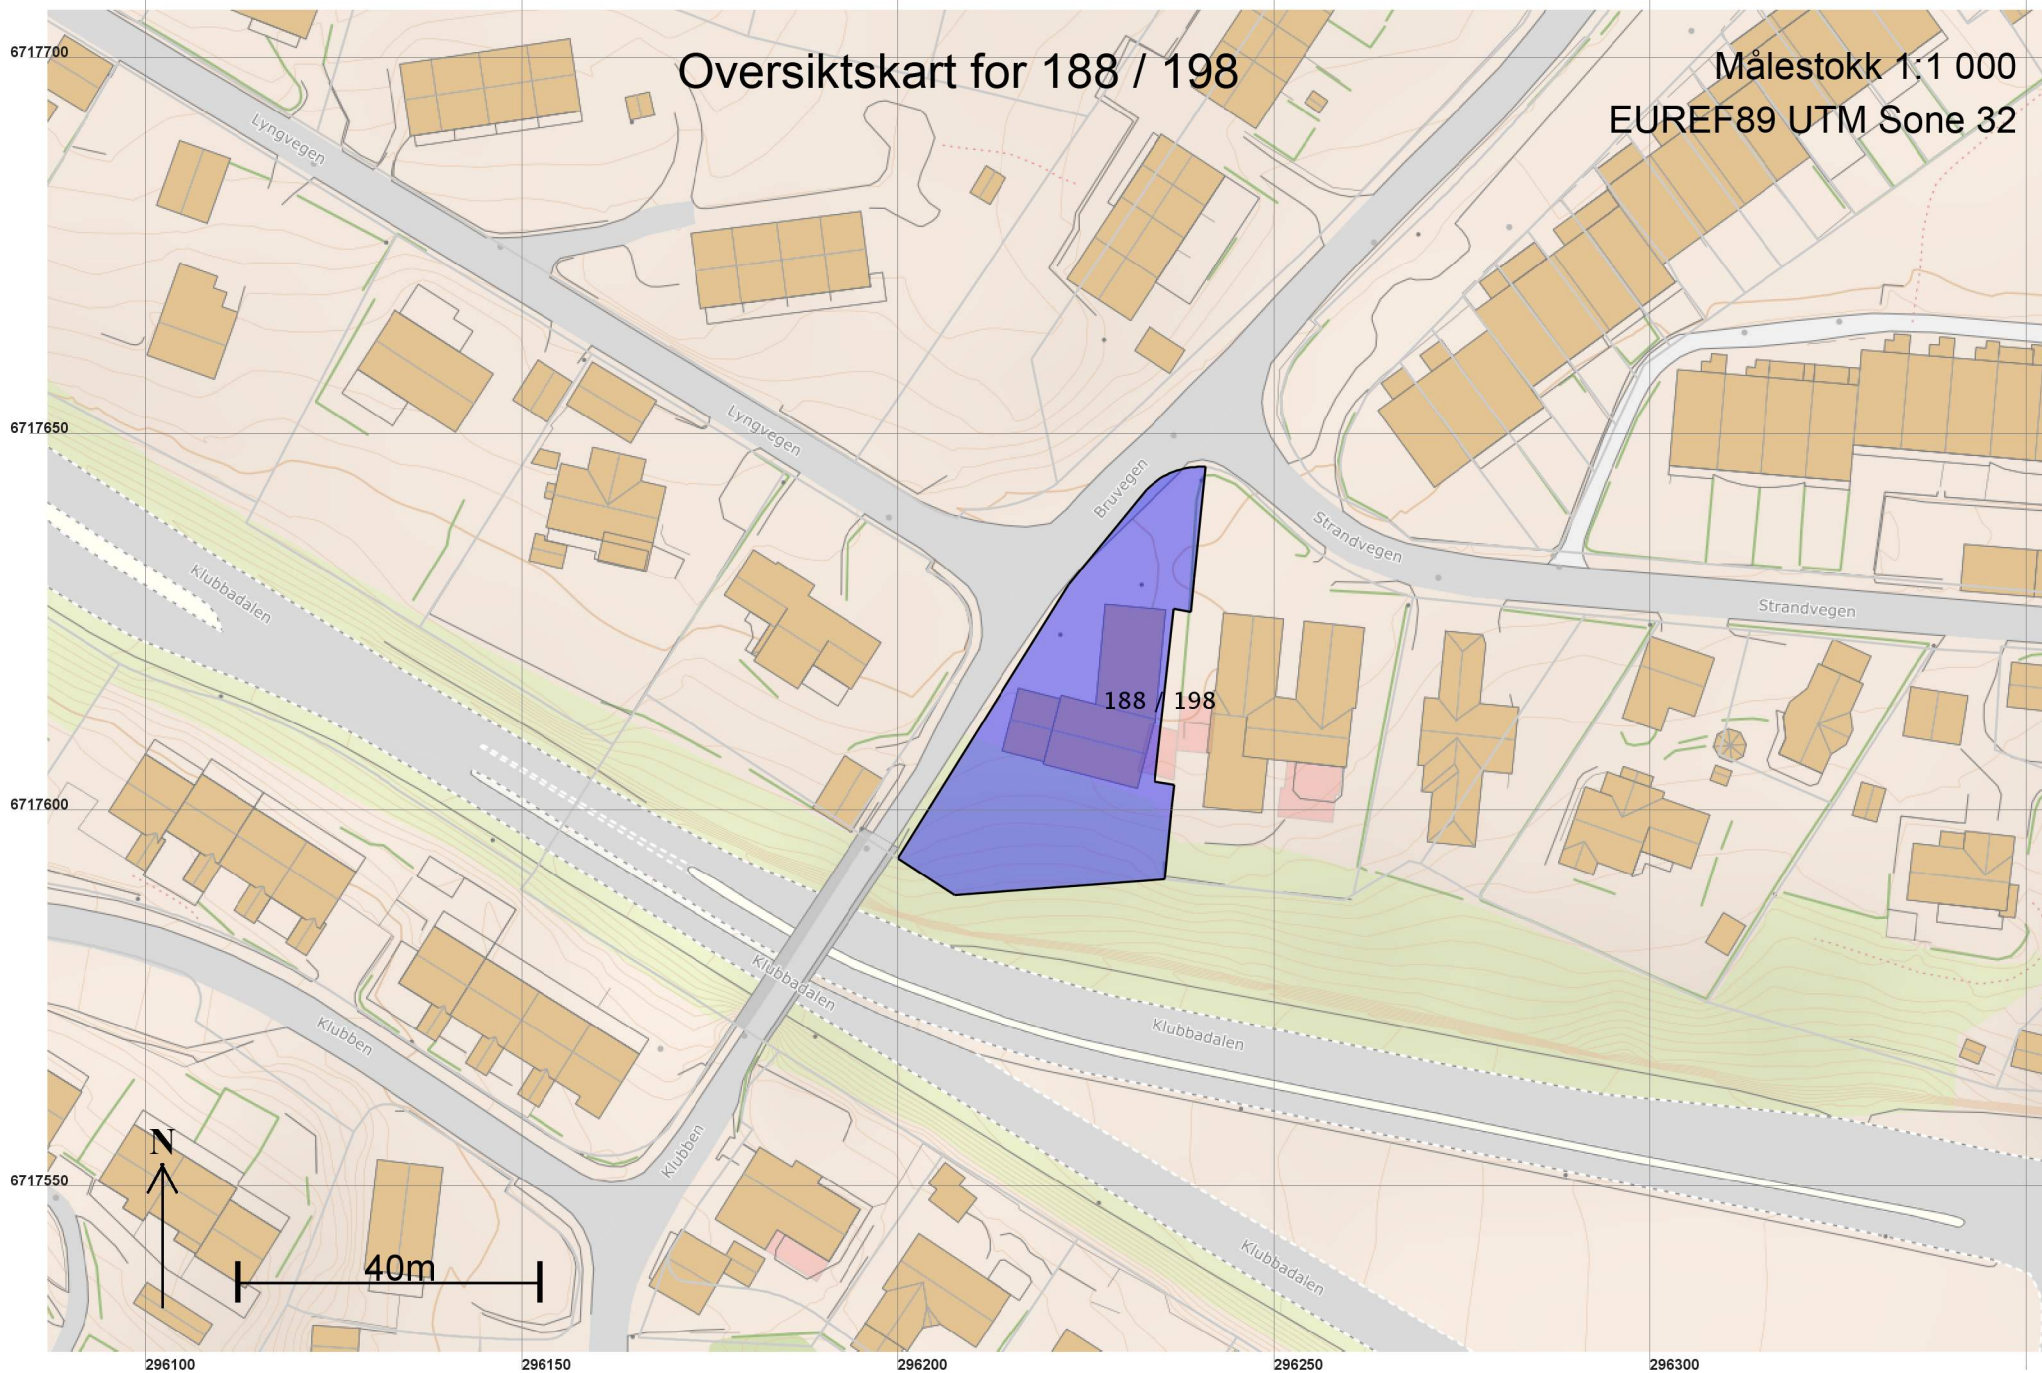 6717700
Oversiktskart for 188 / 198
Målestokk 1:1 000
EUREF89 UTM Sone 32
Lyngvegen
Lyngvegen
6717650
Bruvegen
Strandvegen
Strandvegen
Klubbadalen
188 / 198
6717600
Klubbadalen
Klubbadalen
Klubben
Klubben
N
6717550
Klubbadalen
40m
296100
296150
296200
296250
296300